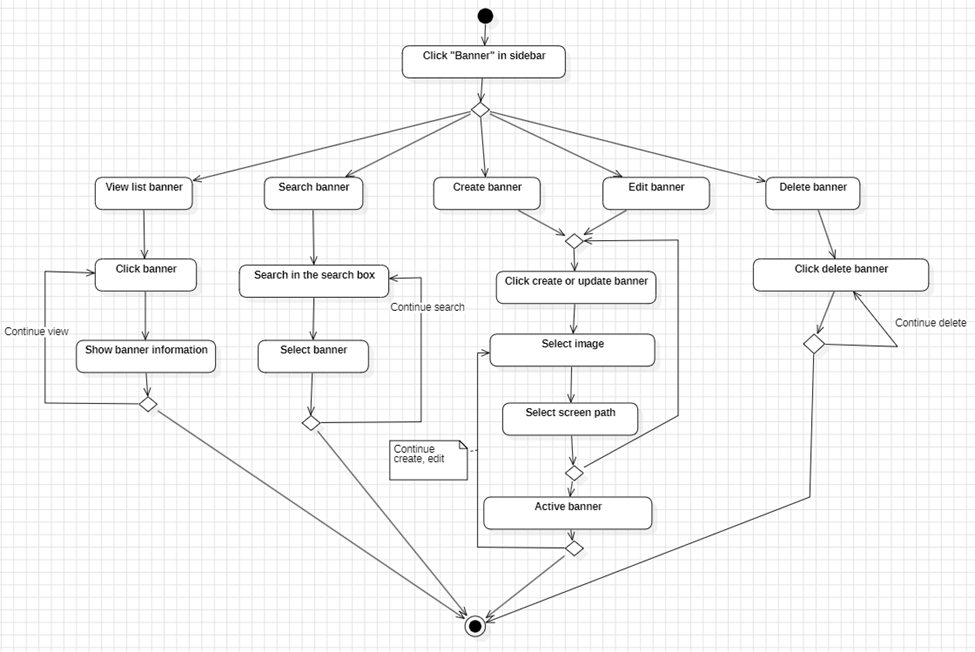 Click "Banner" in sidebar
View list banner
Search banner
Create banner
Edit banner
Delete banner
Click banner
Search in the search box
Click create or update banner
Click delete banner
Continue search
Continue view
Continue delete
Show banner information
Select banner
Select image
Select screen path
Continue
create, edit
Active banner